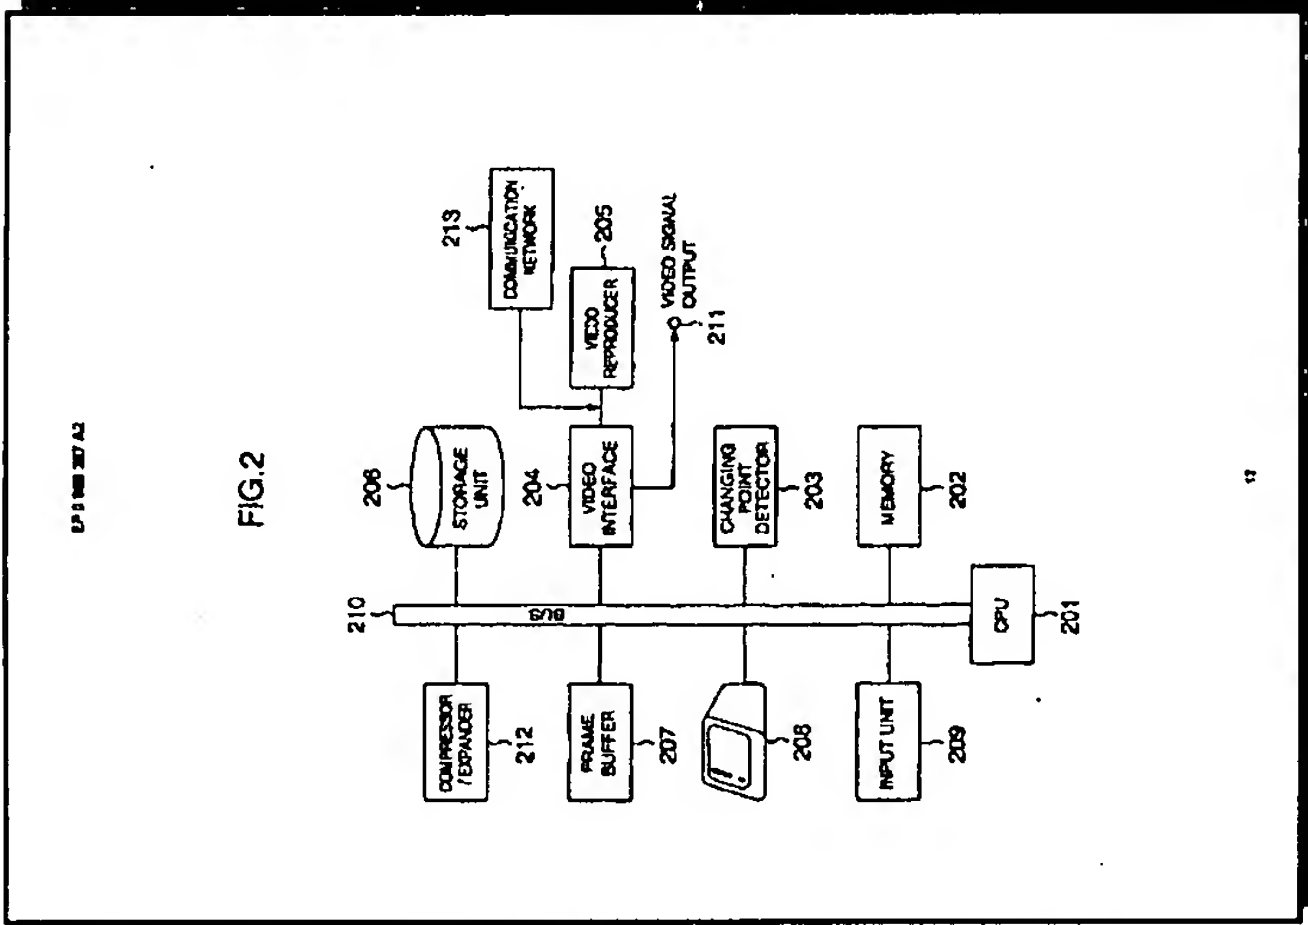 FIG.2
210
206
213
COMPRESSOR
/EXPANDER
STORAGE
UNIT
COMMUNICATION
NETWORK
212
BUS
204
205
FRAME
BUFFER
VIDEO
INTERFACE
VIDEO
REPRODUCER
207
VIDEO SIGNAL
OUTPUT
211
CHANGING
POINT
DETECTOR
208
203
INPUT UNIT
MEMORY
209
202
CPU
201